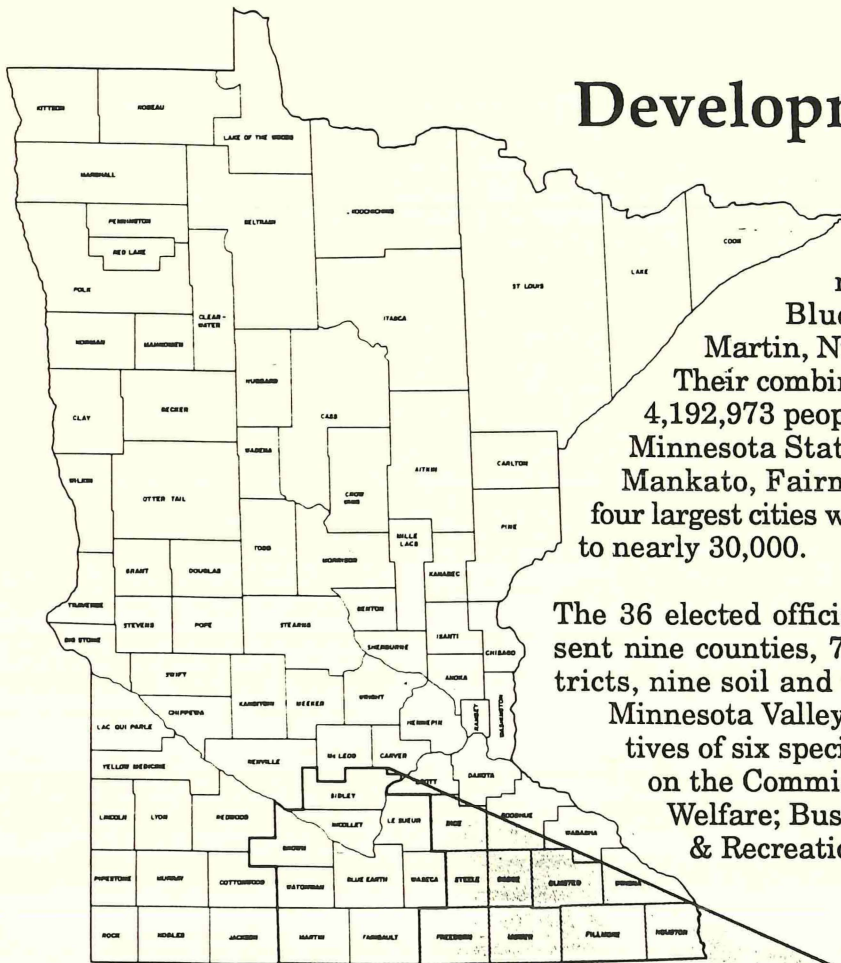 Developr
Blue
Martin, N
Their combin
4,192,973 peop
Minnesota Stat
Mankato, Fairn
four largest cities w
to nearly 30,000.
The 36 elected offici
sent nine counties, 7
tricts, nine soil and
Minnesota Valley
tives of six speci
on the Commi
Welfare; Bus
& Recreatio
KITTSON
ROSEAU
LAKE OF THE WOODS
MARSHALL
PENNINGTON
BELTRAMI
KOOCHICHING
COOK
RED LAKE
POLK
ST LOUIS
LAKE
CLEAR-
WATER
ITASCA
NORMAN
MAHNOMEN
HUBBARD
CASS
CLAY
BECKER
WADENA
AITKIN
CARLTON
WILKIN
OTTER TAIL
CROW
WING
PINE
TODD
MILLE
LACS
GRANT
DOUGLAS
MORRISON
KANABEC
TRAVERSE
BENTON
BIG STONE
STEVENS
POPE
STEARNS
ISANTI
SHERBURNE
CHISAGO
SWIFT
ANOKA
KANDIYOHI
MEEKER
WRIGHT
CHIPPEWA
RAMSEY
WASHINGTON
HENNEPIN
LAC QUI PARLE
Mc LEOD
CARVER
YELLOW MEDICINE
RENVILLE
SCOTT
DAKOTA
SIBLEY
LINCOLN
LYON
REDWOOD
NICOLLET
LE SUEUR
RICE
GOODHUE
WABASHA
BROWN
PIPESTONE
MURRAY
COTTONWOOD
WATONWAN
BLUE EARTH
WASECA
STEELE
DODGE
OLMSTED
WINONA
ROCK
NOBLES
JACKSON
MARTIN
FARIBAULT
FREEBORN
MOWER
FILLMORE
HOUSTON